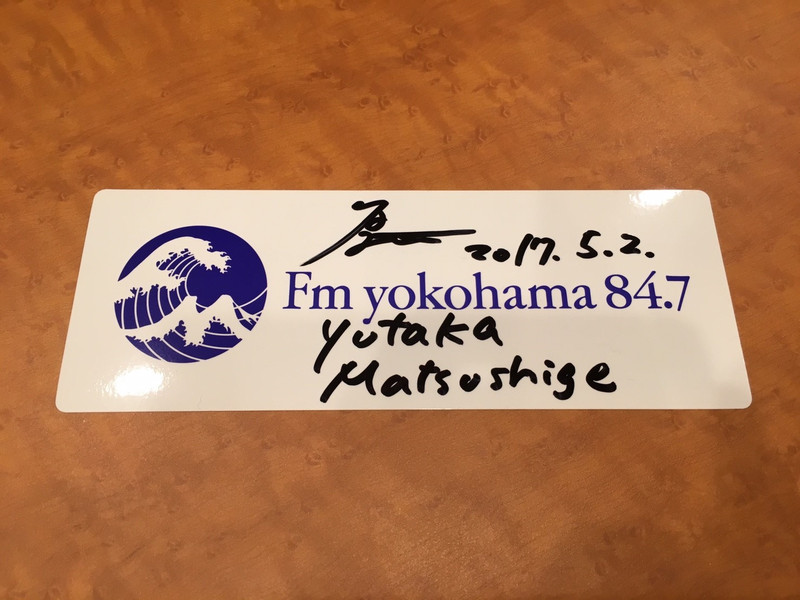 2017.5.2.
Fm yokohama 84.7
Yutaka
Matsushige